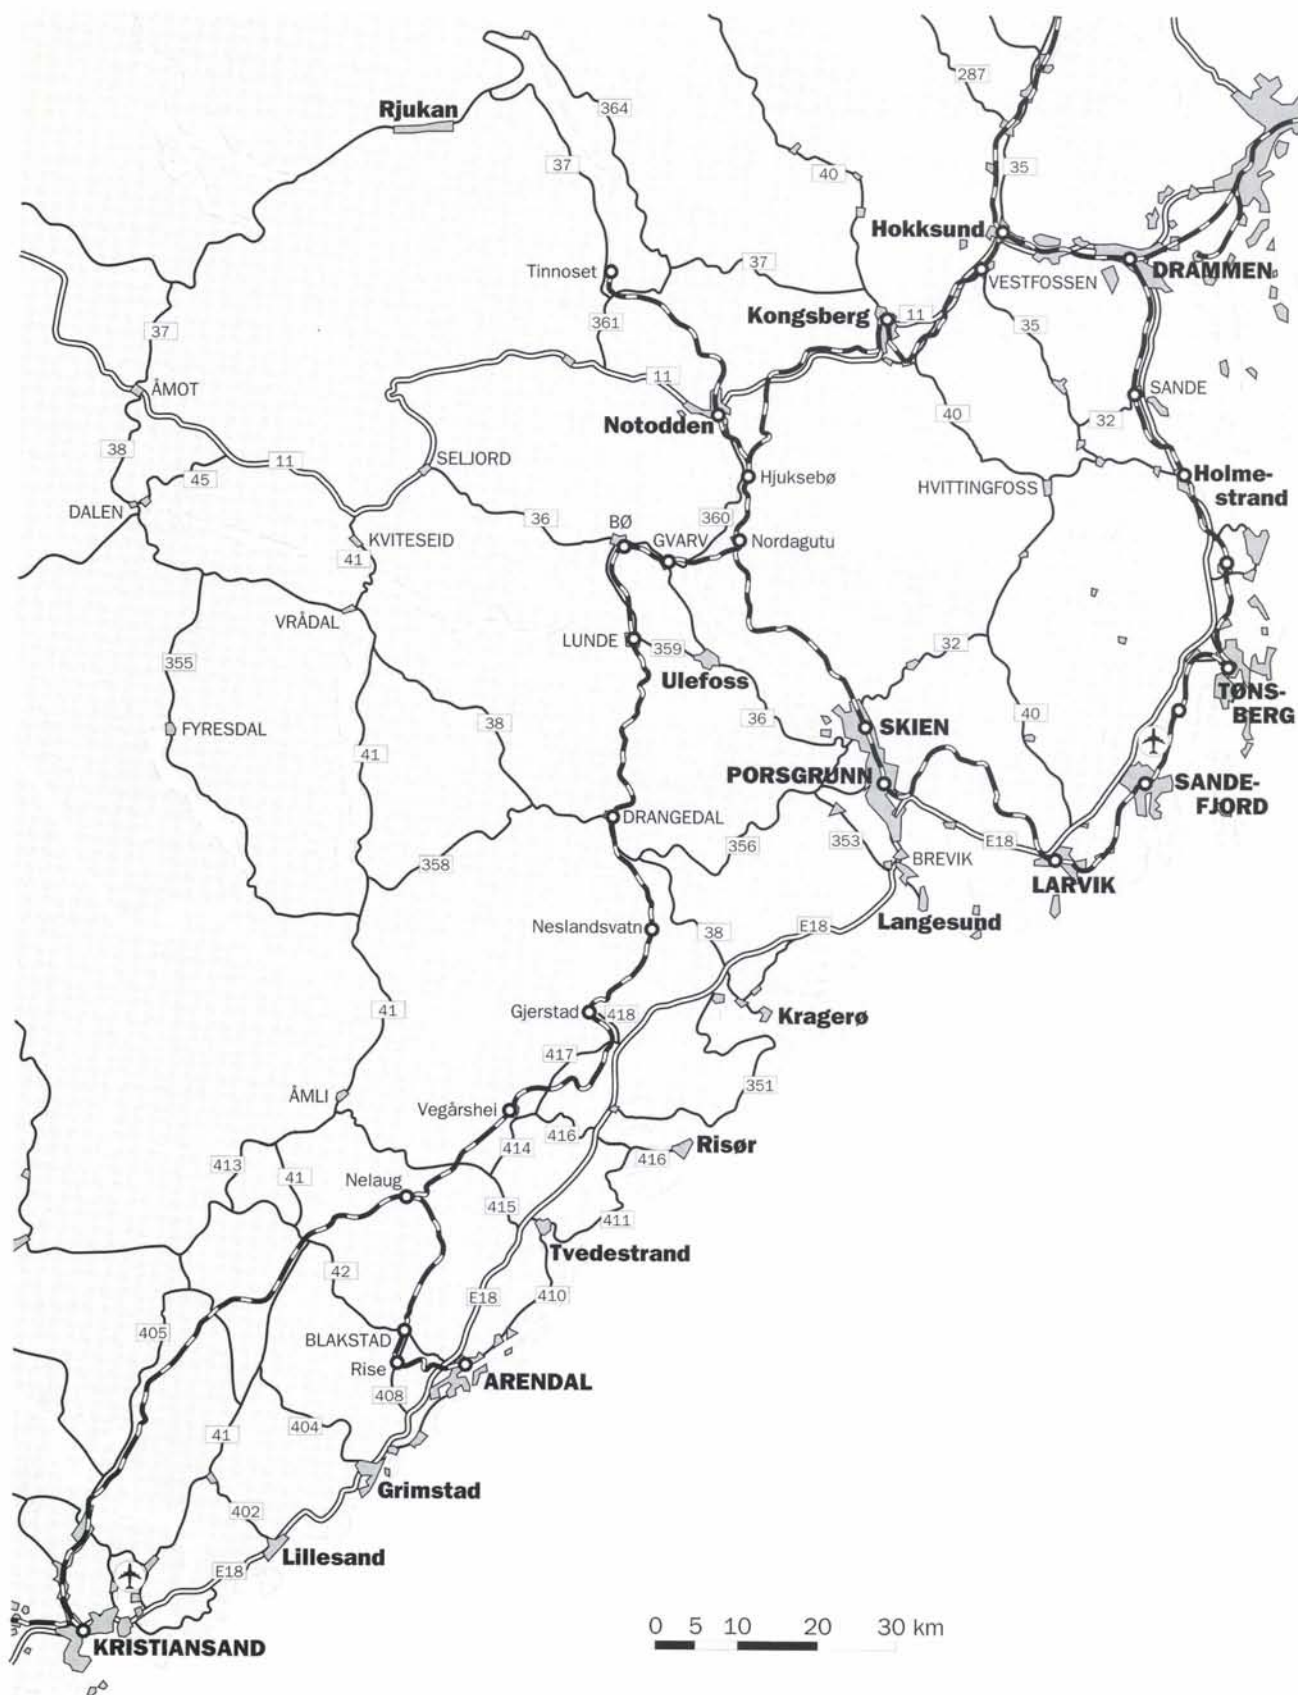 287
364
Rjukan
37
40
35
Hokksund
Tinnoset
37
DRAMMEN
VESTFOSSEN
Kongsberg
11
361
37
35
11
ÅMOT
SANDE
40
32
Notodden
38
11
SELJORD
45
Hjuksebø
HVITTINGFOSS
Holme-
strand
DALEN
36
360
BØ
GVARV
KVITESEID
Nordagutu
41
VRÅDAL
LUNDE
359
32
355
Ulefoss
TØNS-
BERG
38
36
40
FYRESDAL
SKIEN
41
PORSGRUNN
SANDE-
FJORD
DRANGEDAL
356
353
E18
358
BREVIK
LARVIK
Langesund
Neslandsvatn
38
E18
41
Gjerstad
418
Kragerø
417
351
ÅMLI
Vegårshei
416
414
Risør
413
416
41
Nelaug
415
411
Tvedestrand
42
E18
410
405
BLAKSTAD
Rise
ARENDAL
408
404
41
Grimstad
402
Lillesand
E18
0 5 10 20 30 km
KRISTIANSAND